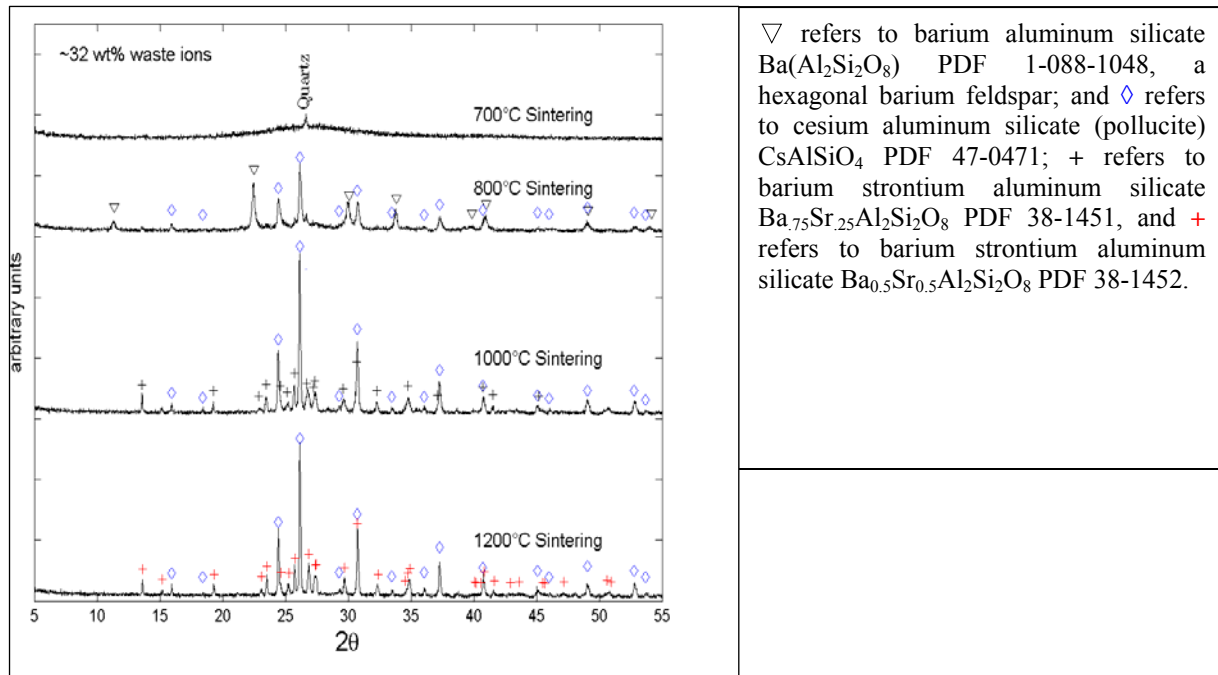 ~32 wt% waste ions
Quartz
700°C Sintering
800°C Sintering
1000°C Sintering
1200°C Sintering
arbitrary units
5 10 15 20 25 30 35 40 45 50 55
2θ
▽ refers to barium aluminum silicate
Ba(Al₂Si₂O₈) PDF 1-088-1048, a
hexagonal barium feldspar; and ◊ refers
to cesium aluminum silicate (pollucite)
CsAlSiO₄ PDF 47-0471; + refers to
barium strontium aluminum silicate
Ba.₇₅Sr.₂₅Al₂Si₂O₈ PDF 38-1451, and +
refers to barium strontium aluminum
silicate Ba₀.₅Sr₀.₅Al₂Si₂O₈ PDF 38-1452.